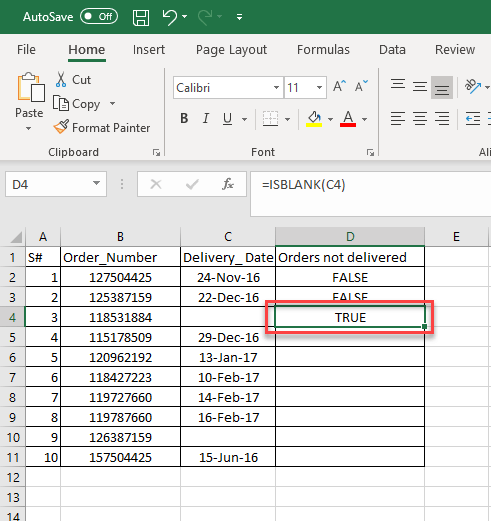 AutoSave Off
File Home Insert Page Layout Formulas Data Review
Cut
Copy
Format Painter
Paste
Calibri 11
B I U
Clipboard Font
D4 fx =ISBLANK(C4)
A B C D E
1 S# Order_Number Delivery_ Date Orders not delivered
2 1 127504425 24-Nov-16 FALSE
3 2 125387159 22-Dec-16 FALSE
4 3 118531884 TRUE
5 4 115178509 29-Dec-16
6 5 120962192 13-Jan-17
7 6 118427223 10-Feb-17
8 7 119727660 14-Feb-17
9 8 119787660 16-Feb-17
10 9 126387159
11 10 157504425 15-Jun-16
12
13
14